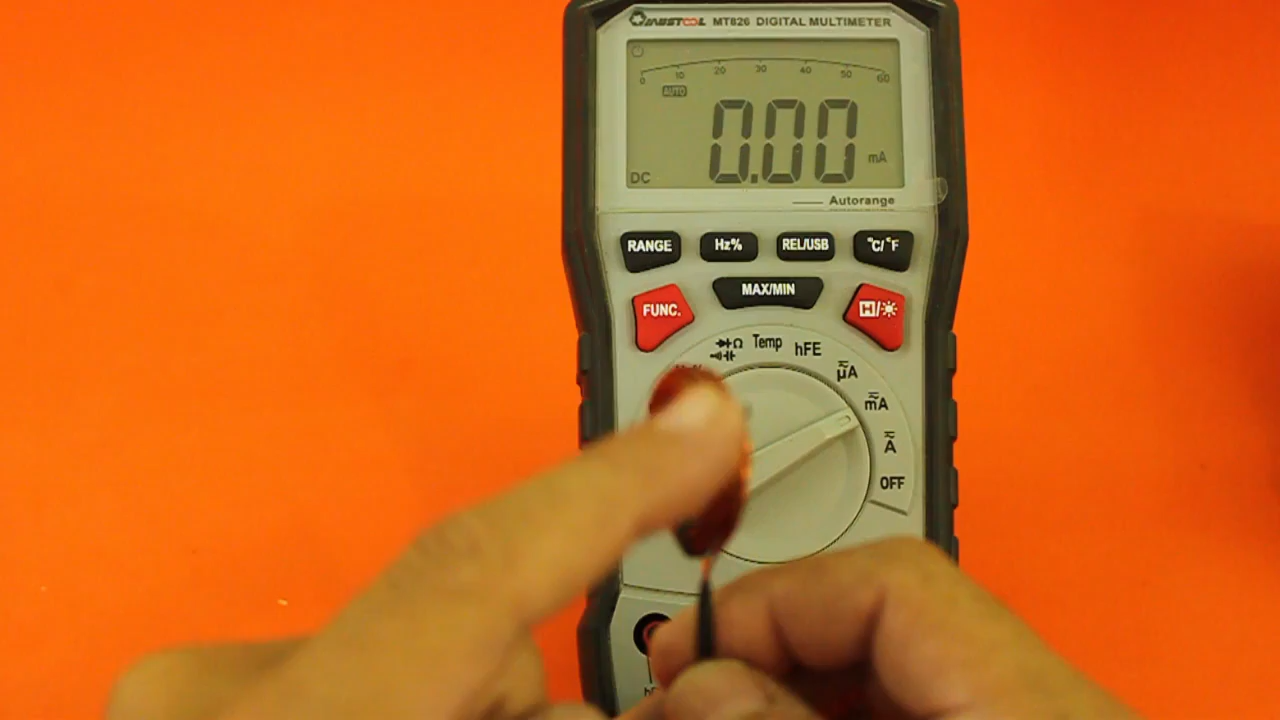 MUSTOOL MT826 DIGITAL MULTIMETER
0 10 20 30 40 50 60
AUTO
0.00 mA
DC
Autorange
RANGE Hz% REL/USB °C/°F
MAX/MIN
FUNC. H/
Ω Temp hFE
μA
mA
A
OFF